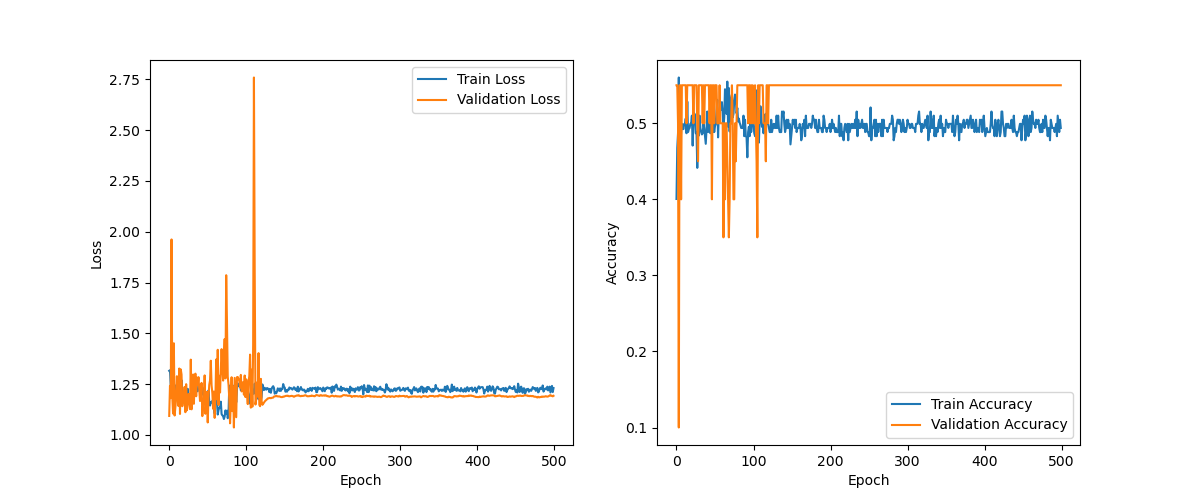 2.75
2.50
2.25
2.00
1.75
1.50
1.25
1.00
Loss
0 100 200 300 400 500
Epoch
Train Loss
Validation Loss
0.5
0.4
0.3
0.2
0.1
Accuracy
0 100 200 300 400 500
Epoch
Train Accuracy
Validation Accuracy